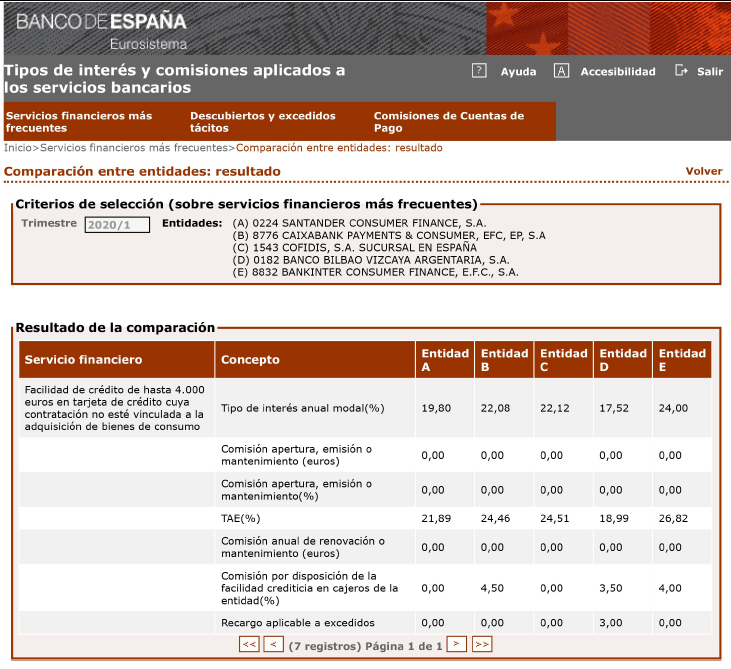 BANCO DE ESPAÑA
Eurosistema
Tipos de interés y comisiones aplicados a
los servicios bancarios
? Ayuda A Accesibilidad Salir
Servicios financieros más
frecuentes
Descubiertos y excedidos
tácitos
Comisiones de Cuentas de
Pago
Inicio>Servicios financieros más frecuentes>Comparación entre entidades: resultado
Comparación entre entidades: resultado Volver
Criterios de selección (sobre servicios financieros más frecuentes)
Trimestre 2020/1 Entidades: (A) 0224 SANTANDER CONSUMER FINANCE, S.A.
(B) 8776 CAIXABANK PAYMENTS & CONSUMER, EFC, EP, S.A
(C) 1543 COFIDIS, S.A. SUCURSAL EN ESPAÑA
(D) 0182 BANCO BILBAO VIZCAYA ARGENTARIA, S.A.
(E) 8832 BANKINTER CONSUMER FINANCE, E.F.C., S.A.
Resultado de la comparación
Servicio financiero
Concepto
Entidad
A
Entidad
B
Entidad
C
Entidad
D
Entidad
E
Facilidad de crédito de hasta 4.000
euros en tarjeta de crédito cuya
contratación no esté vinculada a la
adquisición de bienes de consumo
Tipo de interés anual modal(%) 19,80 22,08 22,12 17,52 24,00
Comisión apertura, emisión o
mantenimiento (euros)
0,00 0,00 0,00 0,00 0,00
Comisión apertura, emisión o
mantenimiento(%)
0,00 0,00 0,00 0,00 0,00
TAE(%) 21,89 24,46 24,51 18,99 26,82
Comisión anual de renovación o
mantenimiento (euros)
0,00 0,00 0,00 0,00 0,00
Comisión por disposición de la
facilidad crediticia en cajeros de la
entidad(%)
0,00 4,50 0,00 3,50 4,00
Recargo aplicable a excedidos 0,00 0,00 0,00 3,00 0,00
<< < (7 registros) Página 1 de 1 > >>